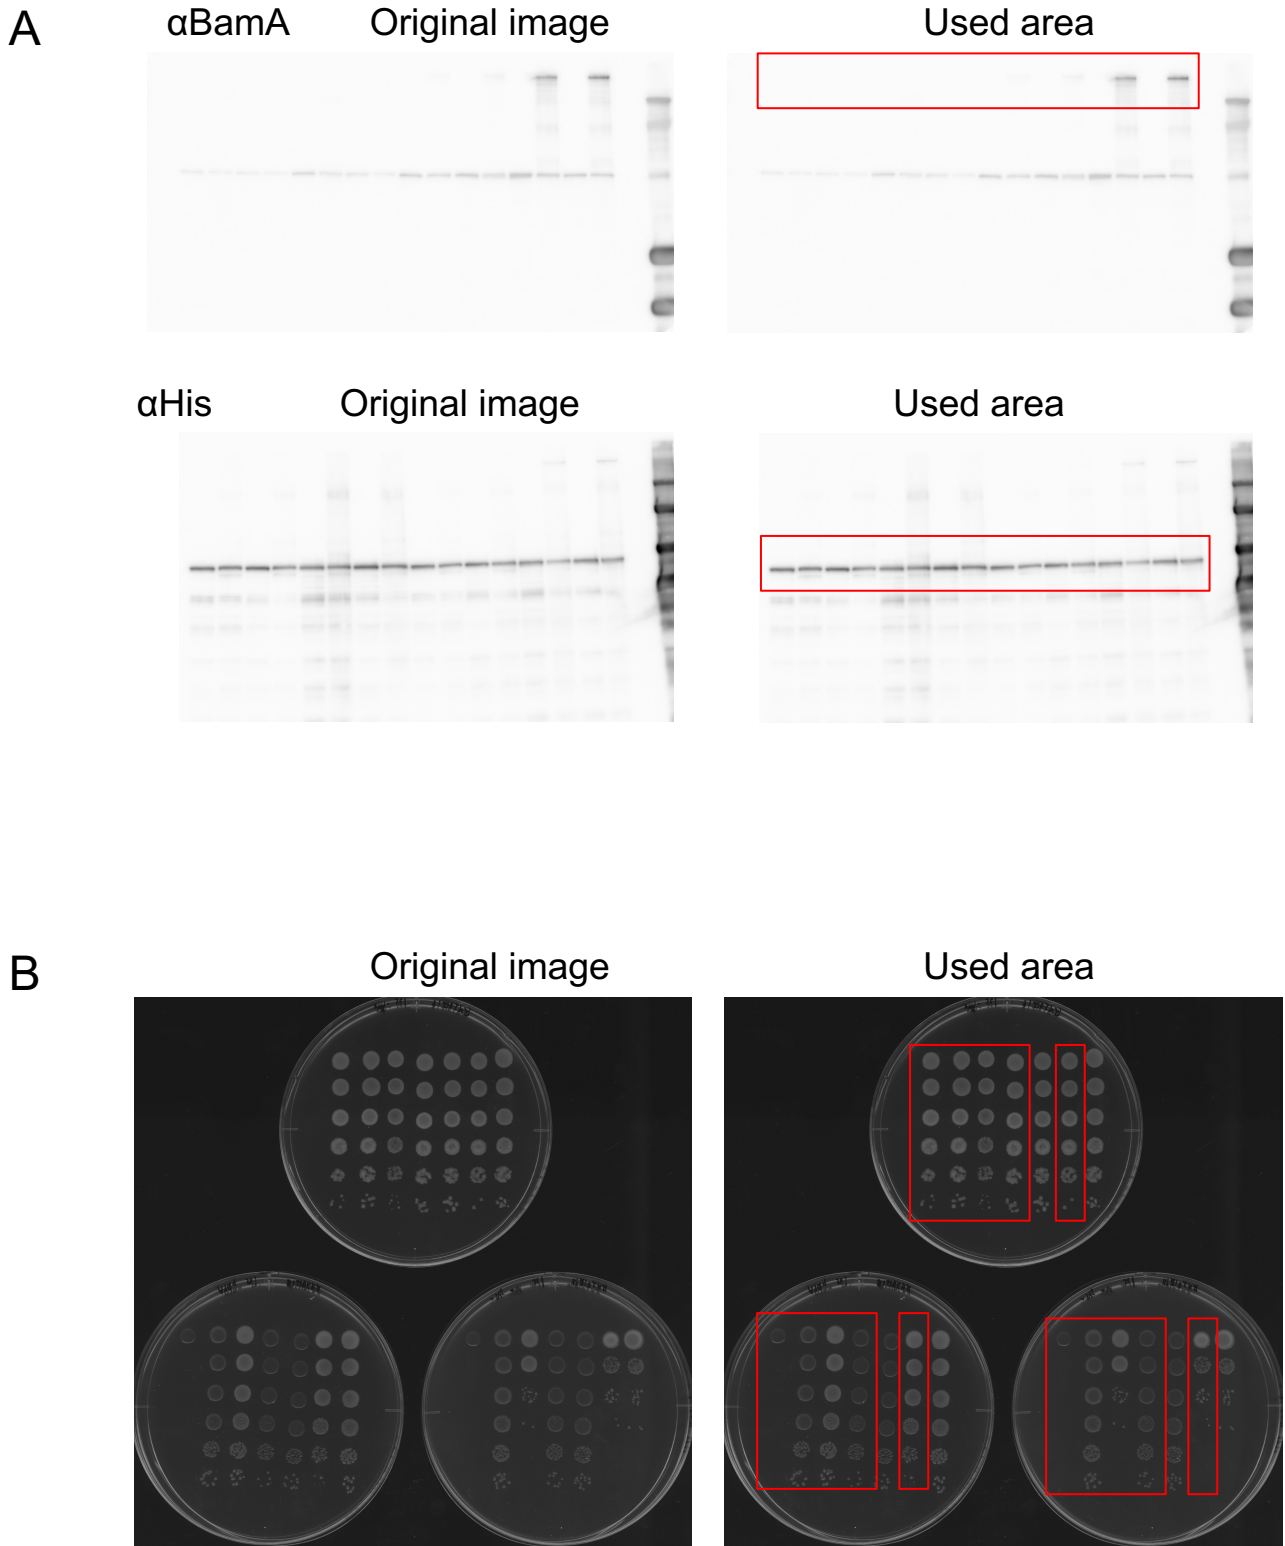 A
αBamA Original image Used area
αHis Original image Used area
B
Original image Used area